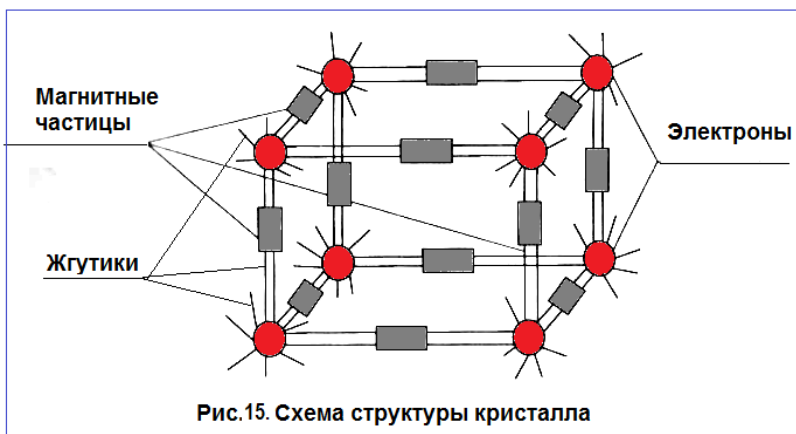 Магнитные
частицы
Электроны
Жгутики
Рис.15. Схема структуры кристалла